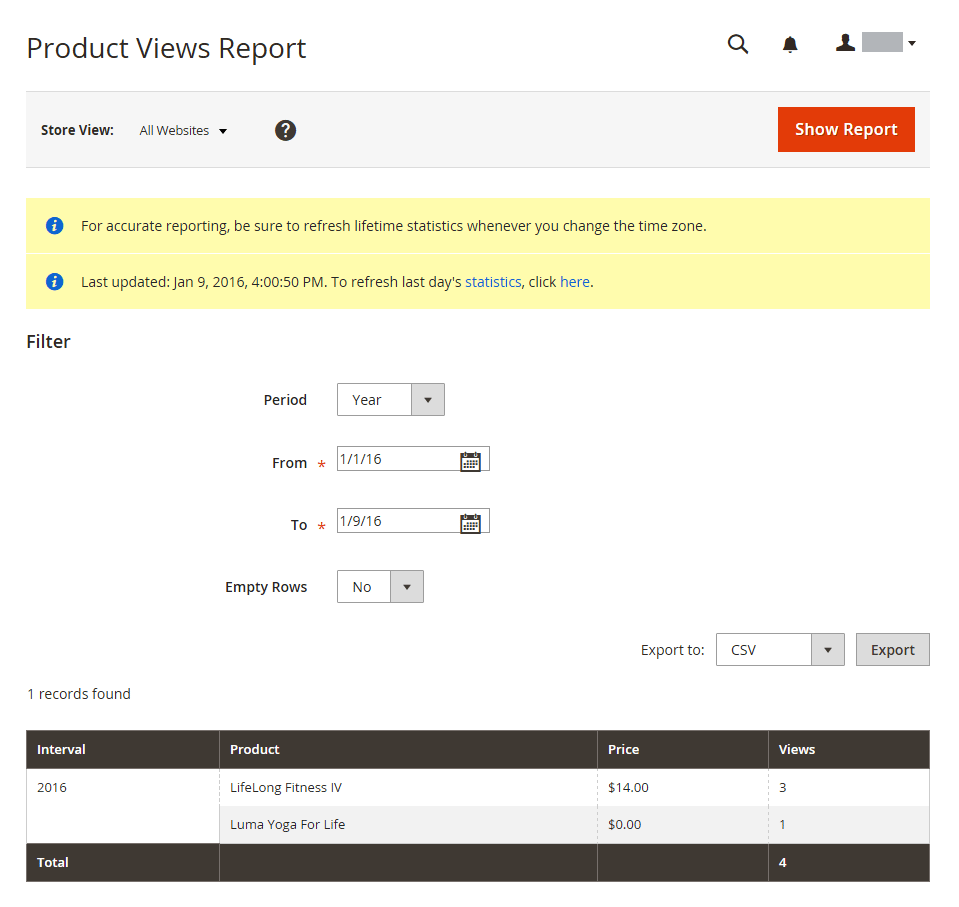 Product Views Report
Store View: All Websites ?
Show Report
For accurate reporting, be sure to refresh lifetime statistics whenever you change the time zone.
Last updated: Jan 9, 2016, 4:00:50 PM. To refresh last day's statistics, click here.
Filter
Period Year
From * 1/1/16
To * 1/9/16
Empty Rows No
Export to: CSV Export
1 records found
Interval Product Price Views
2016 LifeLong Fitness IV $14.00 3
Luma Yoga For Life $0.00 1
Total 4